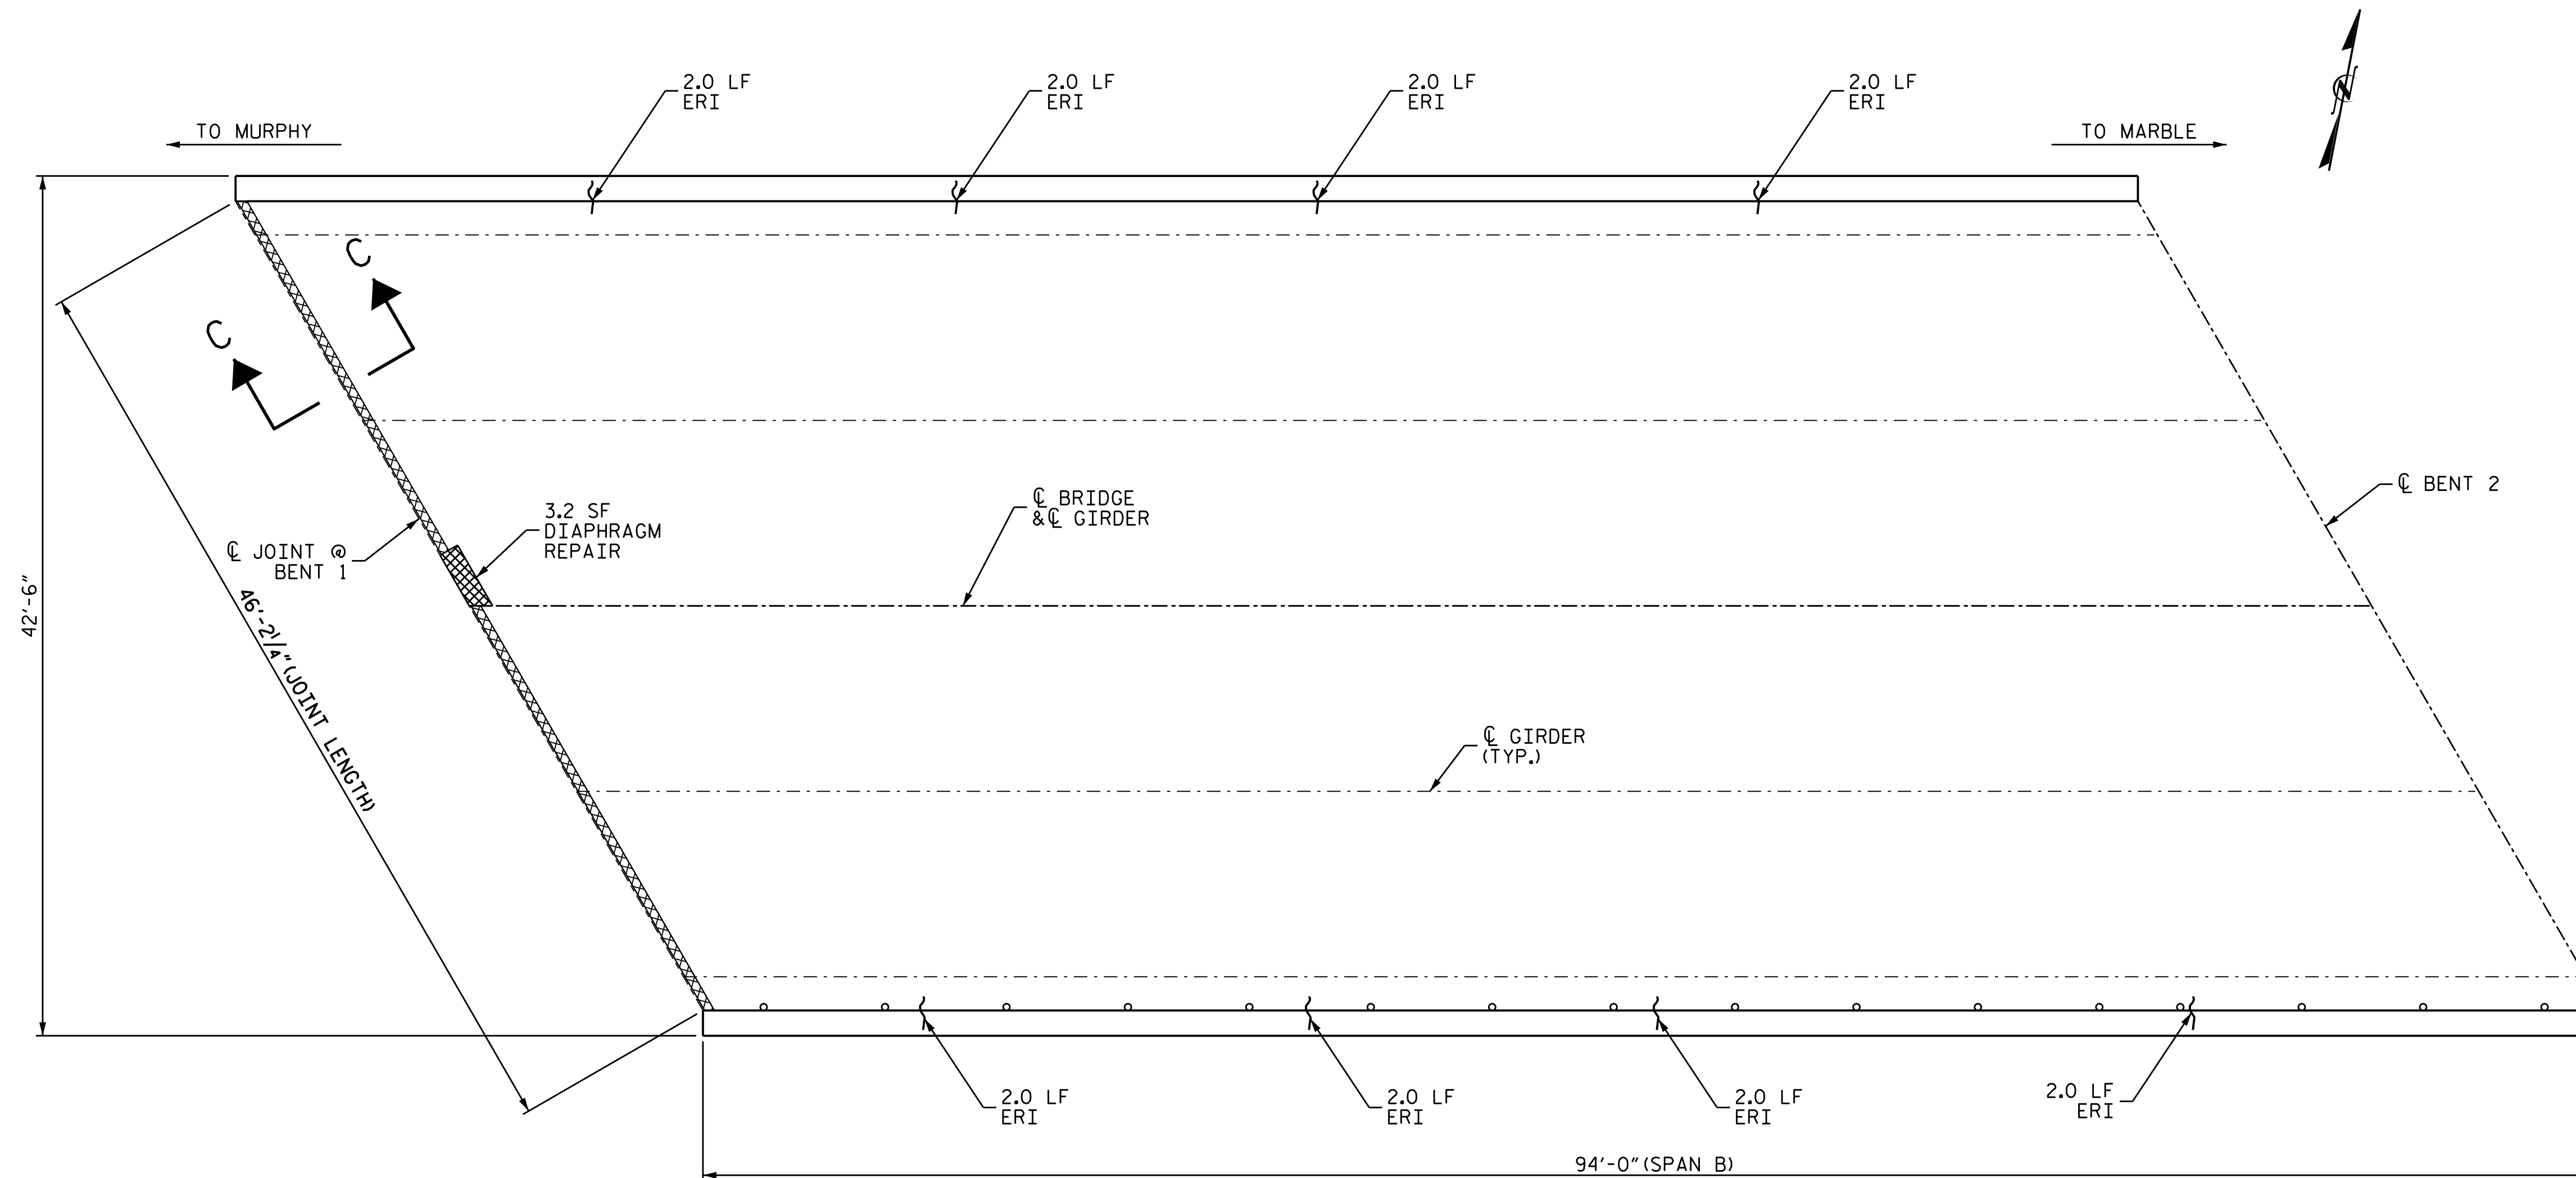 2.0 LF
ERI
2.0 LF
ERI
2.0 LF
ERI
2.0 LF
ERI
N
TO MURPHY
TO MARBLE
C
C
℄ BRIDGE
&℄ GIRDER
℄ BENT 2
3.2 SF
DIAPHRAGM
REPAIR
℄ JOINT @
BENT 1
42'-6"
46'-2¼"(JOINT LENGTH)
℄ GIRDER
(TYP.)
2.0 LF
ERI
2.0 LF
ERI
2.0 LF
ERI
2.0 LF
ERI
94'-0"(SPAN B)